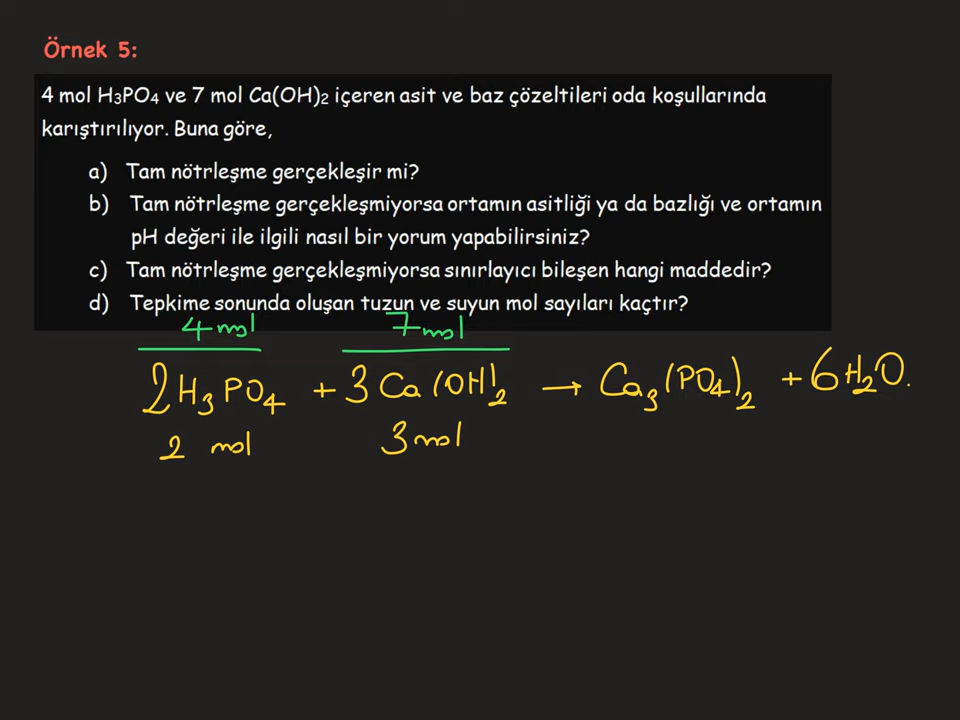 Örnek 5:
4 mol H₃PO₄ ve 7 mol Ca(OH)₂ içeren asit ve baz çözeltileri oda koşullarında
karıştırılıyor. Buna göre,
a) Tam nötrleşme gerçekleşir mi?
b) Tam nötrleşme gerçekleşmiyorsa ortamın asitliği ya da bazlığı ve ortamın
pH değeri ile ilgili nasıl bir yorum yapabilirsiniz?
c) Tam nötrleşme gerçekleşmiyorsa sınırlayıcı bileşen hangi maddedir?
d) Tepkime sonunda oluşan tuzun ve suyun mol sayıları kaçtır?
4 mol 7 mol
2H₃PO₄ + 3Ca(OH)₂ → Ca₃(PO₄)₂ + 6H₂O.
2 mol 3 mol